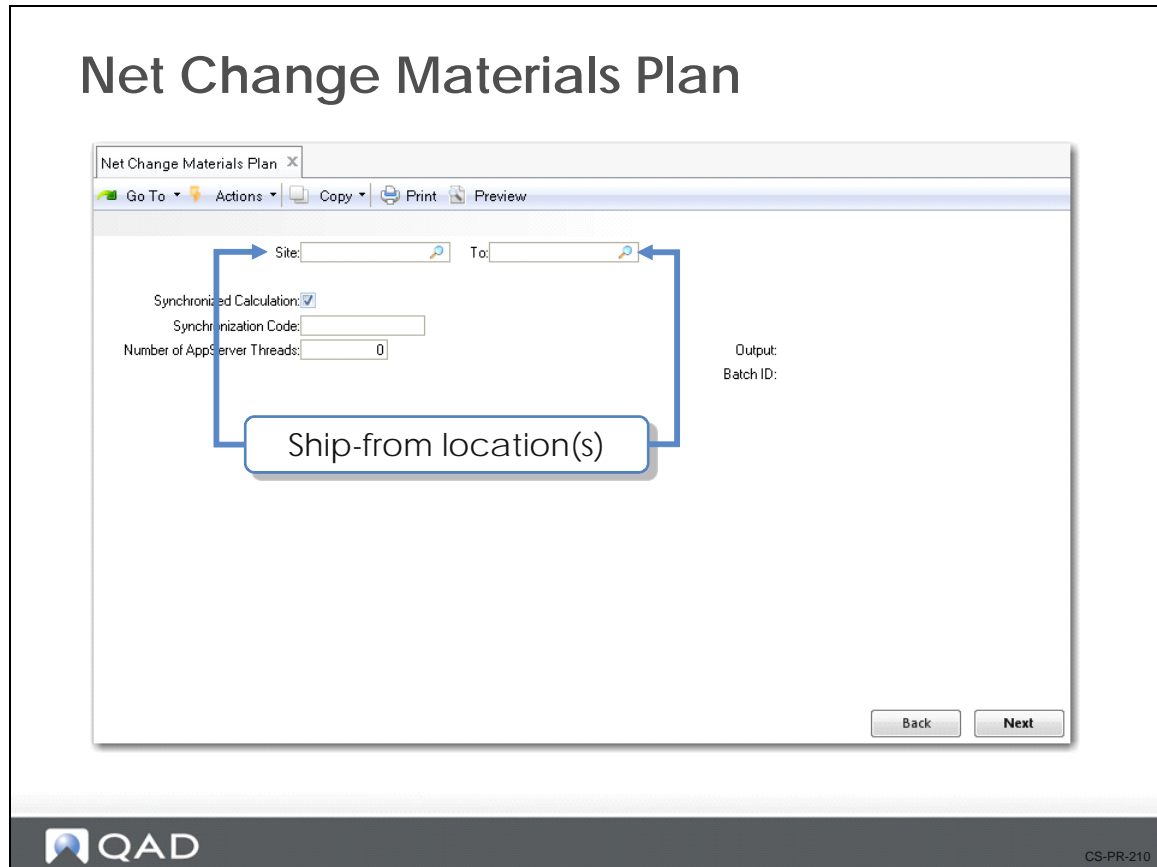 Net Change Materials Plan
Net Change Materials Plan X
Go To Actions Copy Print Preview
Site: To:
Synchronized Calculation:
Synchronization Code:
Number of AppServer Threads: 0 Output:
Batch ID:
Ship-from location(s)
Back Next
QAD
CS-PR-210